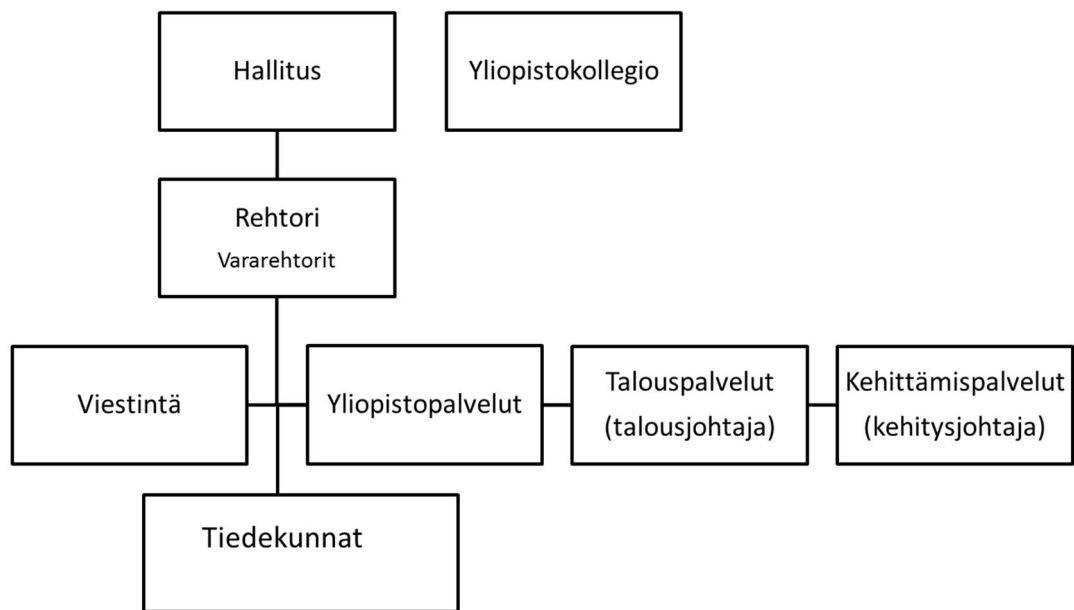 Hallitus
Yliopistokollegio
Rehtori
Vararehtorit
Viestintä
Yliopistopalvelut
Talouspalvelut
(talousjohtaja)
Kehittämispalvelut
(kehitysjohtaja)
Tiedekunnat